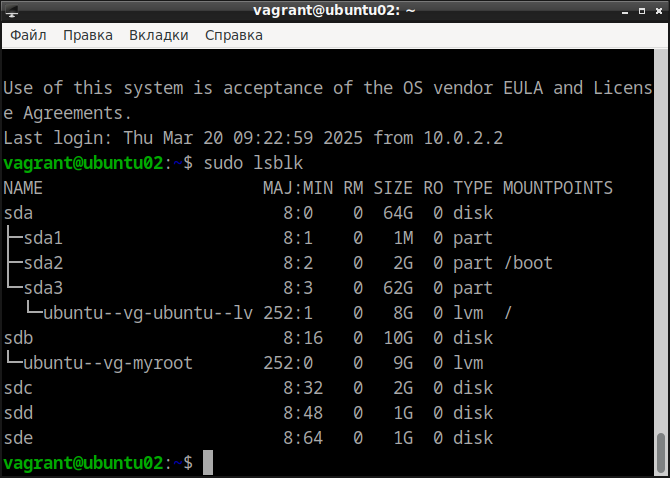 vagrant@ubuntu02: ~
Файл Правка Вкладки Справка
Use of this system is acceptance of the OS vendor EULA and Licens
e Agreements.
Last login: Thu Mar 20 09:22:59 2025 from 10.0.2.2
vagrant@ubuntu02:~$ sudo lsblk
NAME                      MAJ:MIN RM SIZE RO TYPE MOUNTPOINTS
sda                         8:0    0  64G  0 disk
├─sda1                      8:1    0   1M  0 part
├─sda2                      8:2    0   2G  0 part /boot
└─sda3                      8:3    0  62G  0 part
  └─ubuntu--vg-ubuntu--lv 252:1    0   8G  0 lvm  /
sdb                         8:16   0  10G  0 disk
└─ubuntu--vg-myroot       252:0    0   9G  0 lvm
sdc                         8:32   0   2G  0 disk
sdd                         8:48   0   1G  0 disk
sde                         8:64   0   1G  0 disk
vagrant@ubuntu02:~$